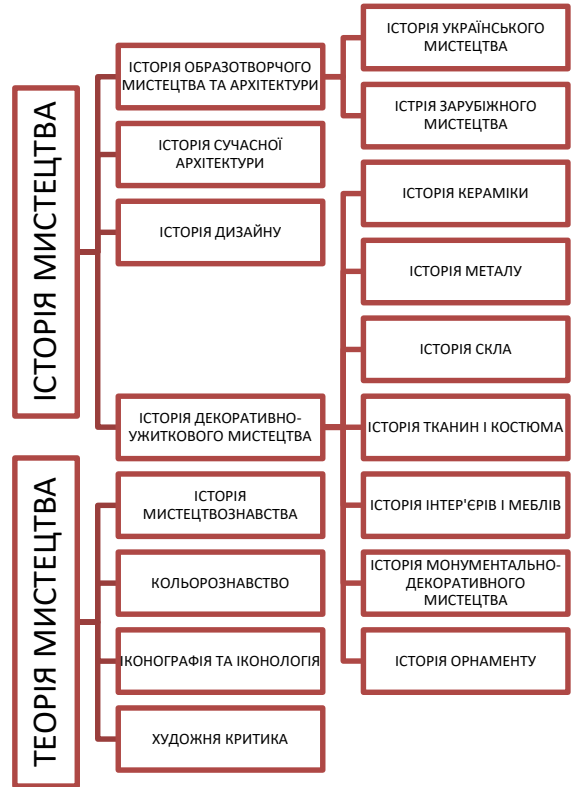 ІСТОРІЯ МИСТЕЦТВА
ІСТОРІЯ ОБРАЗОТВОРЧОГО
МИСТЕЦТВА ТА АРХІТЕКТУРИ
ІСТОРІЯ УКРАЇНСЬКОГО
МИСТЕЦТВА
ІСТРІЯ ЗАРУБІЖНОГО
МИСТЕЦТВА
ІСТОРІЯ СУЧАСНОЇ
АРХІТЕКТУРИ
ІСТОРІЯ ДИЗАЙНУ
ІСТОРІЯ ДЕКОРАТИВНО-
УЖИТКОВОГО МИСТЕЦТВА
ІСТОРІЯ КЕРАМІКИ
ІСТОРІЯ МЕТАЛУ
ІСТОРІЯ СКЛА
ІСТОРІЯ ТКАНИН І КОСТЮМА
ІСТОРІЯ ІНТЕР'ЄРІВ І МЕБЛІВ
ІСТОРІЯ МОНУМЕНТАЛЬНО-
ДЕКОРАТИВНОГО
МИСТЕЦТВА
ІСТОРІЯ ОРНАМЕНТУ
ТЕОРІЯ МИСТЕЦТВА
ІСТОРІЯ
МИСТЕЦТВОЗНАВСТВА
КОЛЬОРОЗНАВСТВО
ІКОНОГРАФІЯ ТА ІКОНОЛОГІЯ
ХУДОЖНЯ КРИТИКА